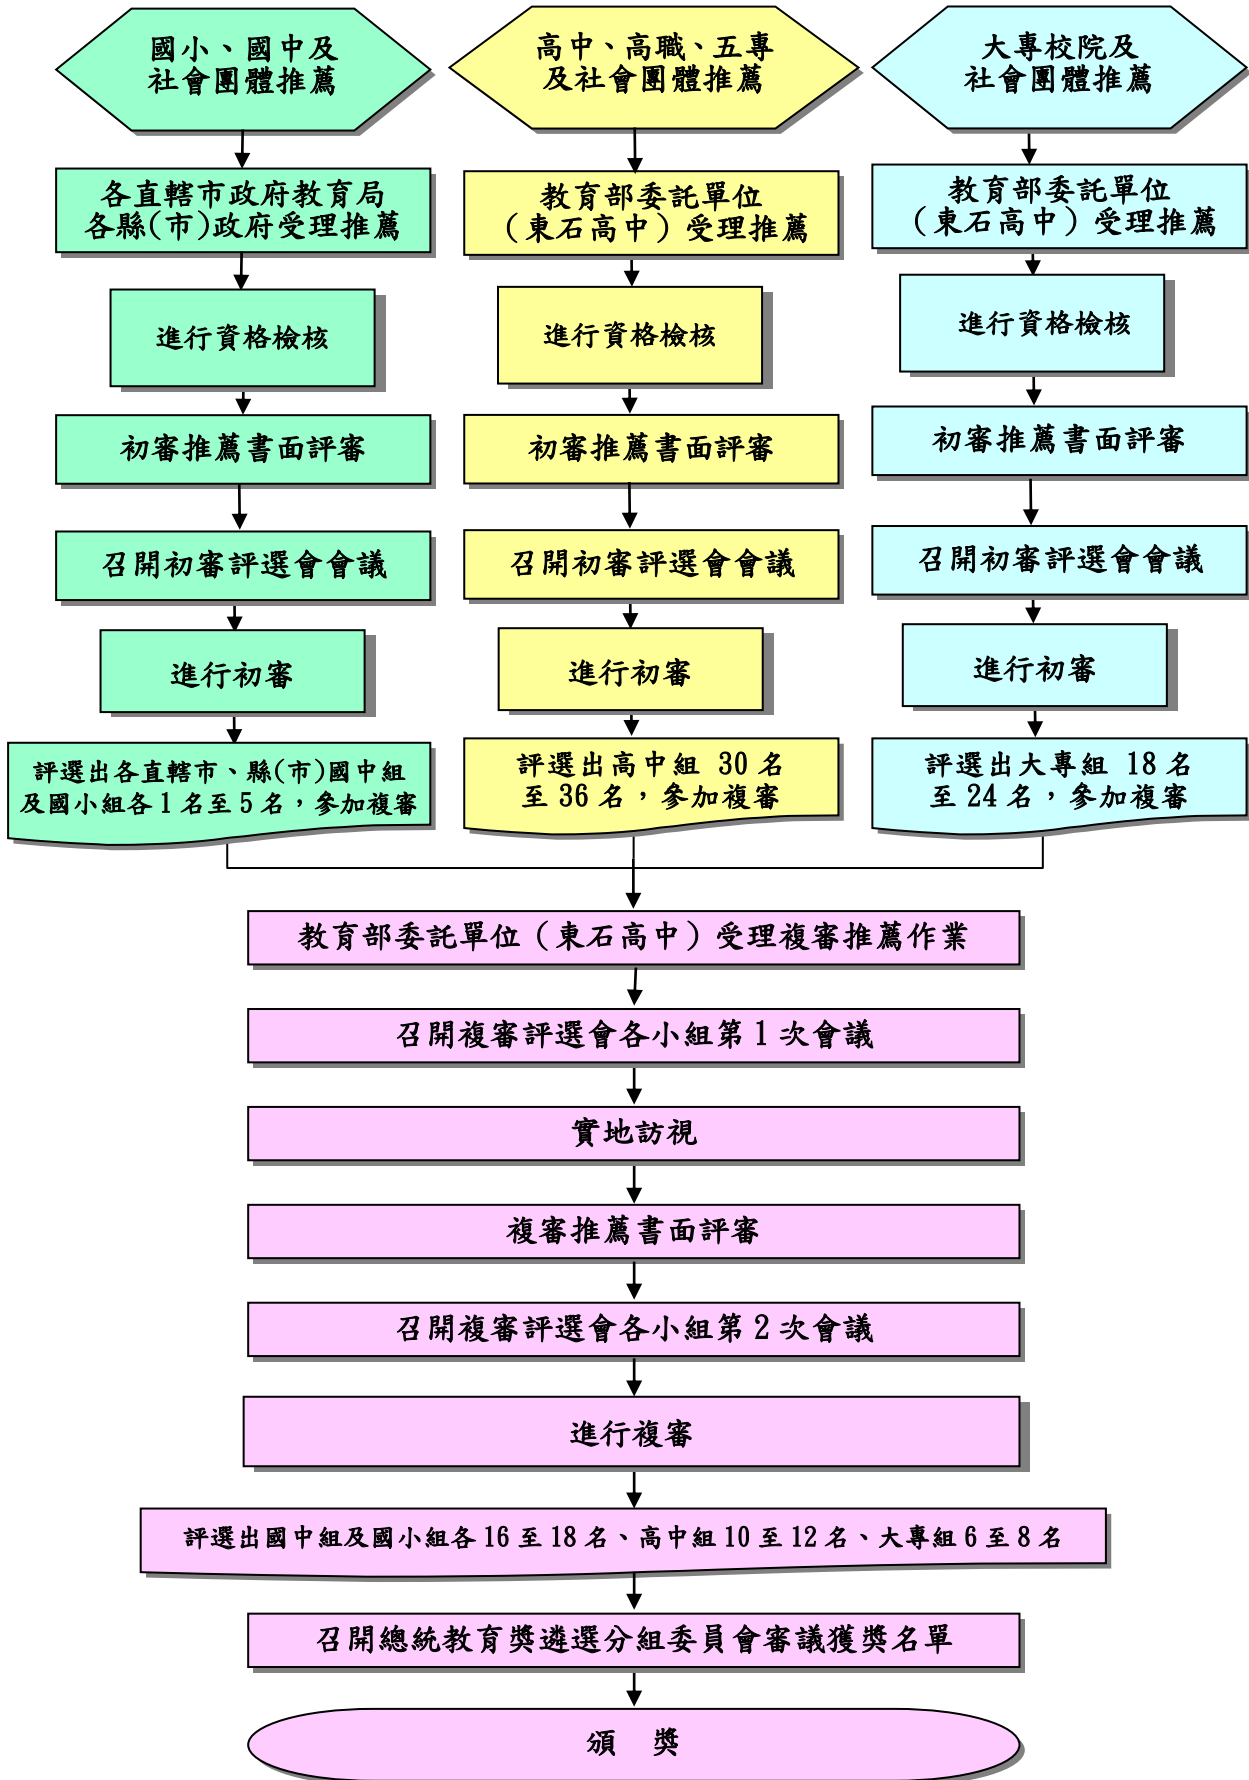 國小、國中及
社會團體推薦
各直轄市政府教育局
各縣(市)政府受理推薦
進行資格檢核
初審推薦書面評審
召開初審評選會會議
進行初審
評選出各直轄市、縣(市)國中組
及國小組各1名至5名，參加複審
高中、高職、五專
及社會團體推薦
教育部委託單位
（東石高中）受理推薦
進行資格檢核
初審推薦書面評審
召開初審評選會會議
進行初審
評選出高中組 30名
至36名，參加複審
大專校院及
社會團體推薦
教育部委託單位
（東石高中）受理推薦
進行資格檢核
初審推薦書面評審
召開初審評選會會議
進行初審
評選出大專組 18名
至24名，參加複審
教育部委託單位（東石高中）受理複審推薦作業
召開複審評選會各小組第1次會議
實地訪視
複審推薦書面評審
召開複審評選會各小組第2次會議
進行複審
評選出國中組及國小組各16至18名、高中組10至12名、大專組6至8名
召開總統教育獎遴選分組委員會審議獲獎名單
頒　獎